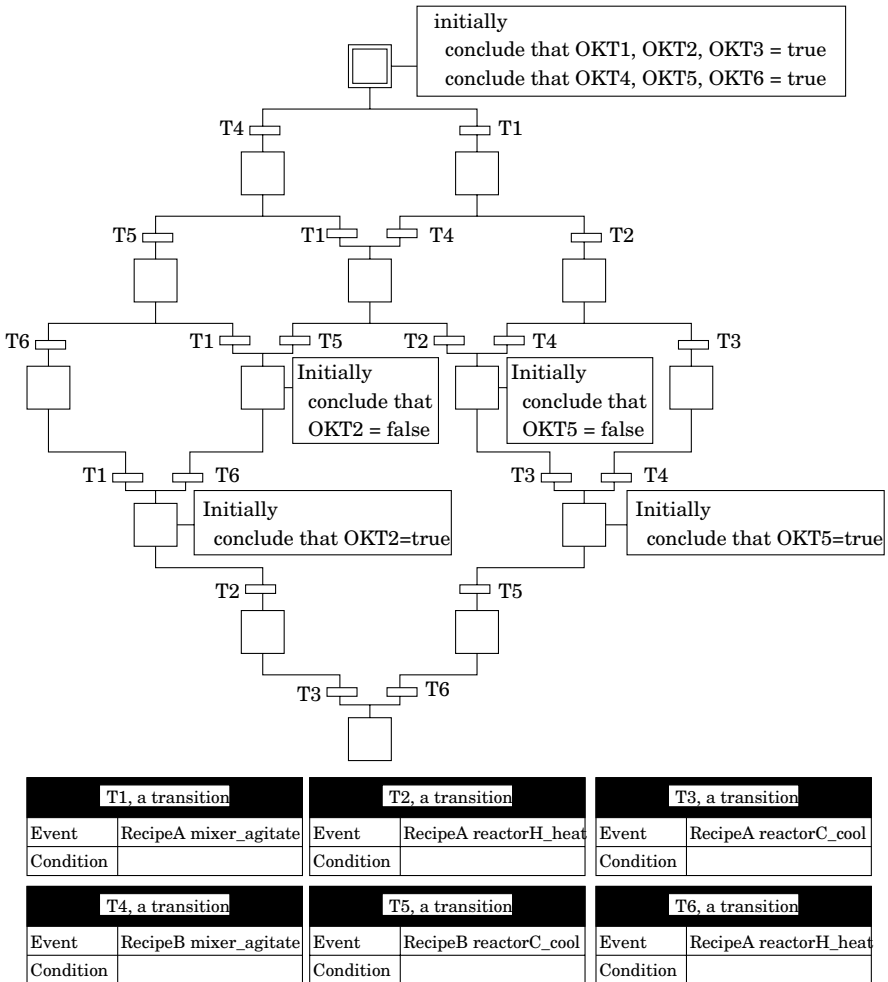 initially
conclude that OKT1, OKT2, OKT3 = true
conclude that OKT4, OKT5, OKT6 = true
T4 T1
T5 T1 T4 T2
T6 T1 T5 T2 T4 T3
Initially
conclude that
OKT2 = false
Initially
conclude that
OKT5 = false
T1 T6 T3 T4
Initially
conclude that OKT2=true
Initially
conclude that OKT5=true
T2 T5
T3 T6
T1, a transition
Event RecipeA mixer_agitate
Condition
T2, a transition
Event RecipeA reactorH_heat
Condition
T3, a transition
Event RecipeA reactorC_cool
Condition
T4, a transition
Event RecipeB mixer_agitate
Condition
T5, a transition
Event RecipeB reactorC_cool
Condition
T6, a transition
Event RecipeA reactorH_heat
Condition